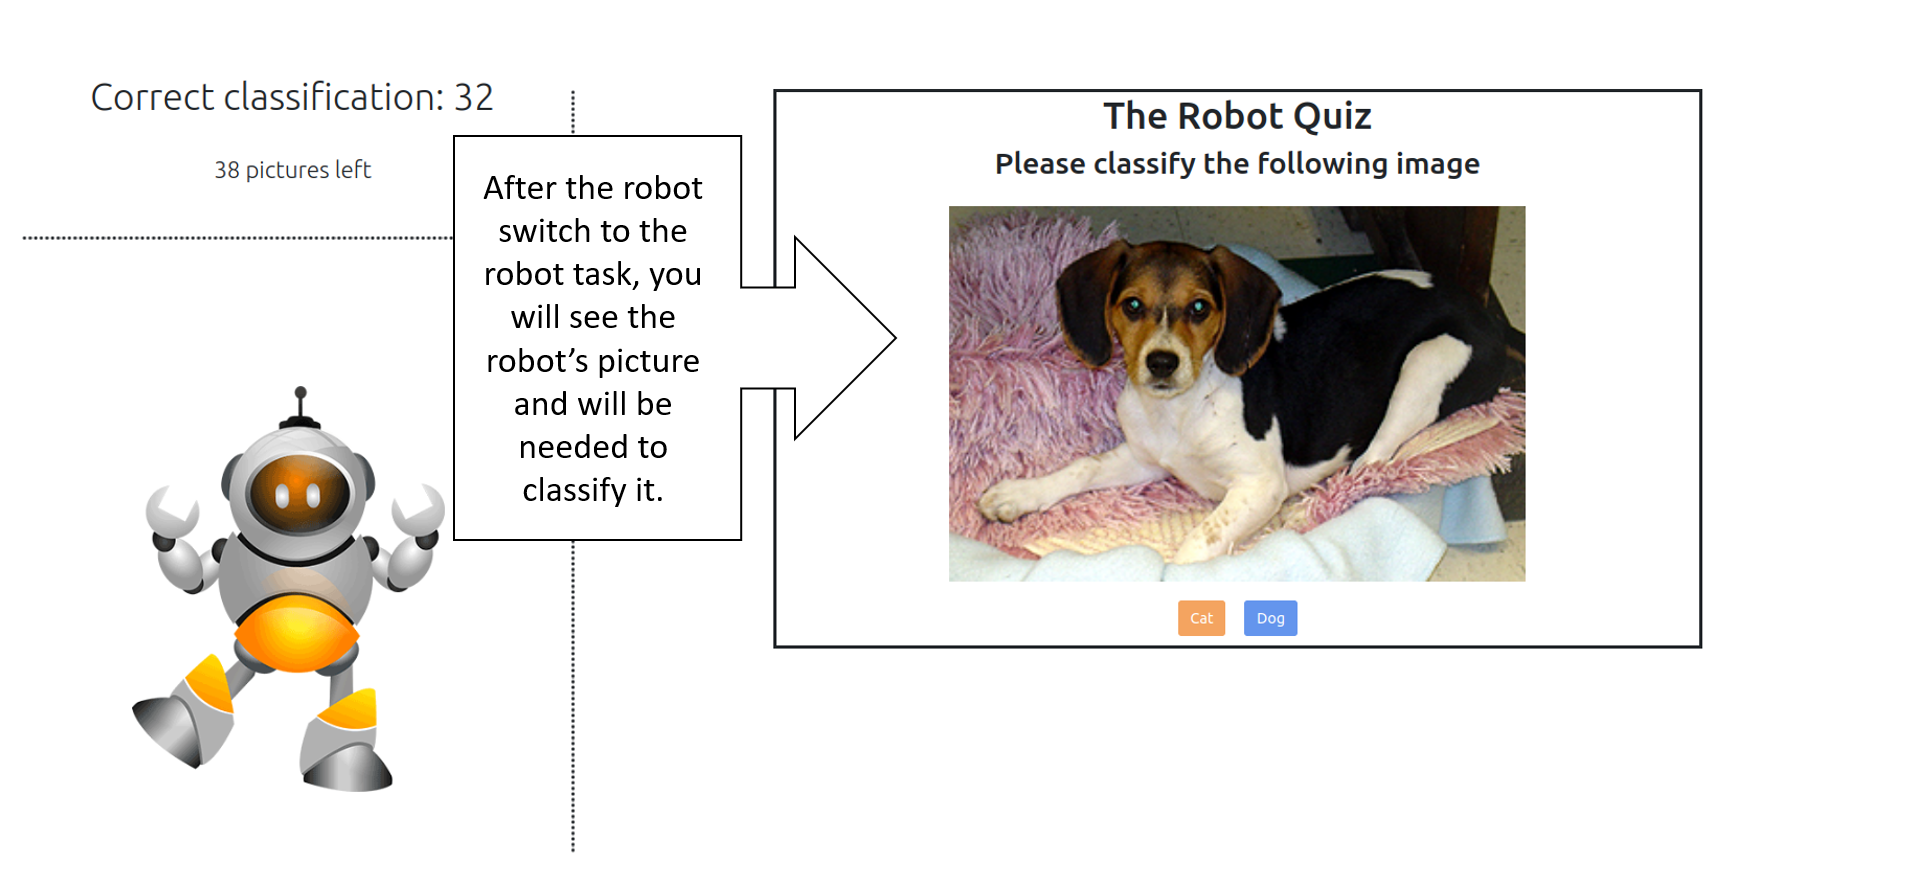 Correct classification: 32
38 pictures left
After the robot
switch to the
robot task, you
will see the
robot’s picture
and will be
needed to
classify it.
The Robot Quiz
Please classify the following image
Cat
Dog